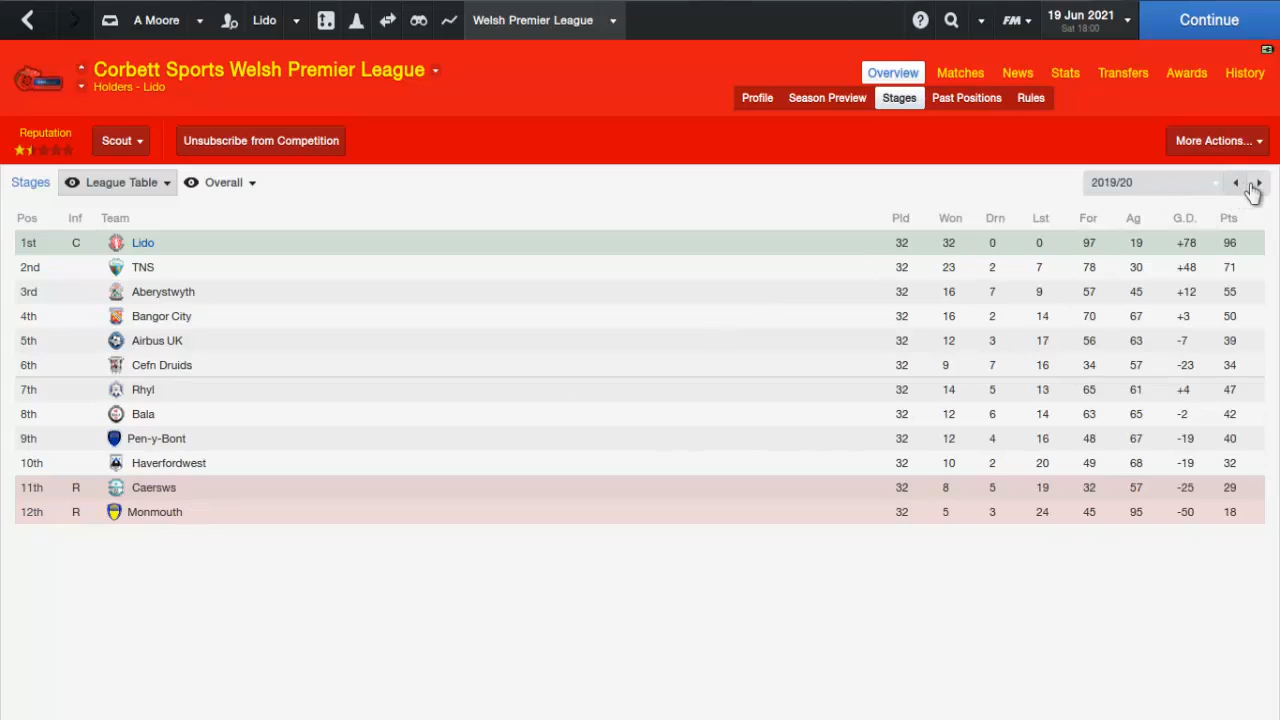 A Moore Lido Welsh Premier League FM 19 Jun 2021 Sat 18:00 Continue
Corbett Sports Welsh Premier League
Holders - Lido
Overview Matches News Stats Transfers Awards History
Profile Season Preview Stages Past Positions Rules
Reputation Scout Unsubscribe from Competition More Actions...
Stages League Table Overall 2019/20
Pos Inf Team Pld Won Drn Lst For Ag G.D. Pts
1st C Lido 32 32 0 0 97 19 +78 96
2nd TNS 32 23 2 7 78 30 +48 71
3rd Aberystwyth 32 16 7 9 57 45 +12 55
4th Bangor City 32 16 2 14 70 67 +3 50
5th Airbus UK 32 12 3 17 56 63 -7 39
6th Cefn Druids 32 9 7 16 34 57 -23 34
7th Rhyl 32 14 5 13 65 61 +4 47
8th Bala 32 12 6 14 63 65 -2 42
9th Pen-y-Bont 32 12 4 16 48 67 -19 40
10th Haverfordwest 32 10 2 20 49 68 -19 32
11th R Caersws 32 8 5 19 32 57 -25 29
12th R Monmouth 32 5 3 24 45 95 -50 18